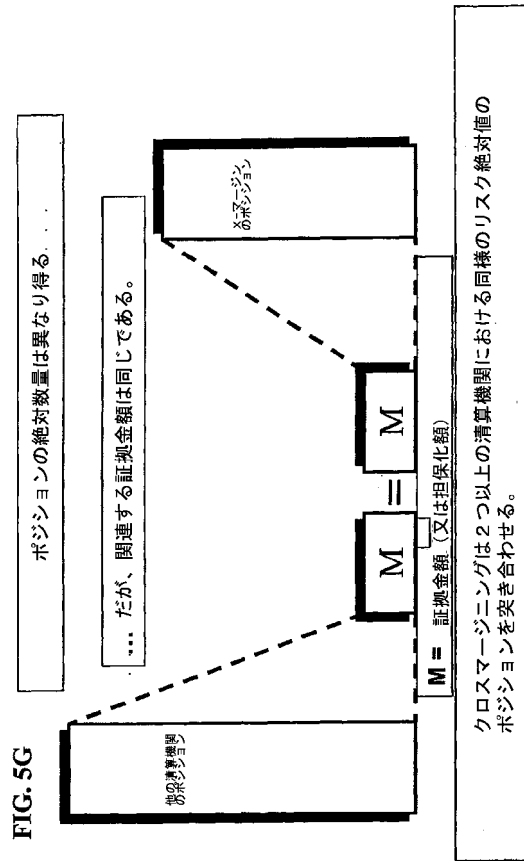 FIG. 5G
ポジションの絶対数量は異なり得る. . .
... だが、関連する証拠金額は同じである。
他の清算機関
のポジション
X-マージン
のポジション
M = M
M = 証拠金額 (又は担保化額)
クロスマージニングは2つ以上の清算機関における同様のリスク絶対値の
ポジションを突き合わせる。